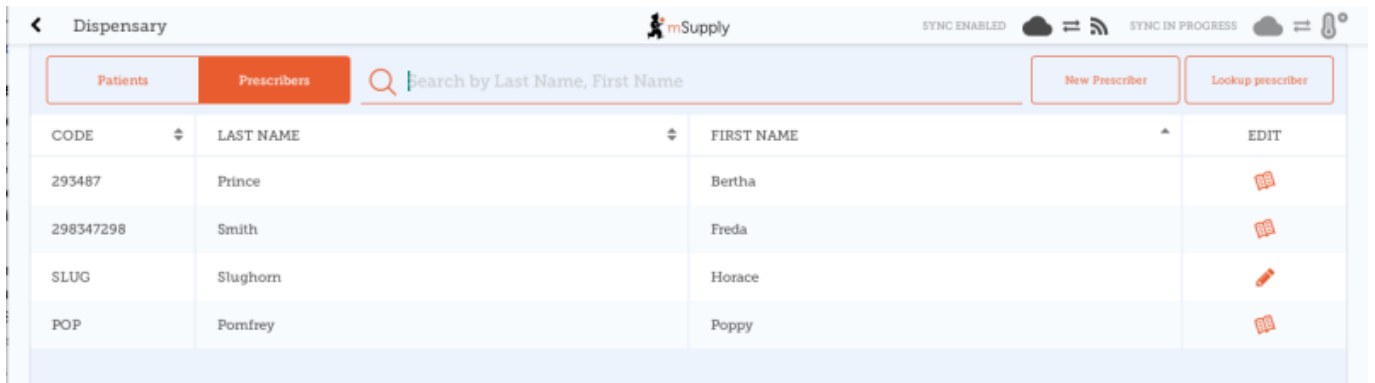 Dispensary mSupply SYNC ENABLED SYNC IN PROGRESS
Patients Prescribers Search by Last Name, First Name New Prescriber Lookup prescriber
CODE LAST NAME FIRST NAME EDIT
293487 Prince Bertha
298347298 Smith Freda
SLUG Slughorn Horace
POP Pomfrey Poppy